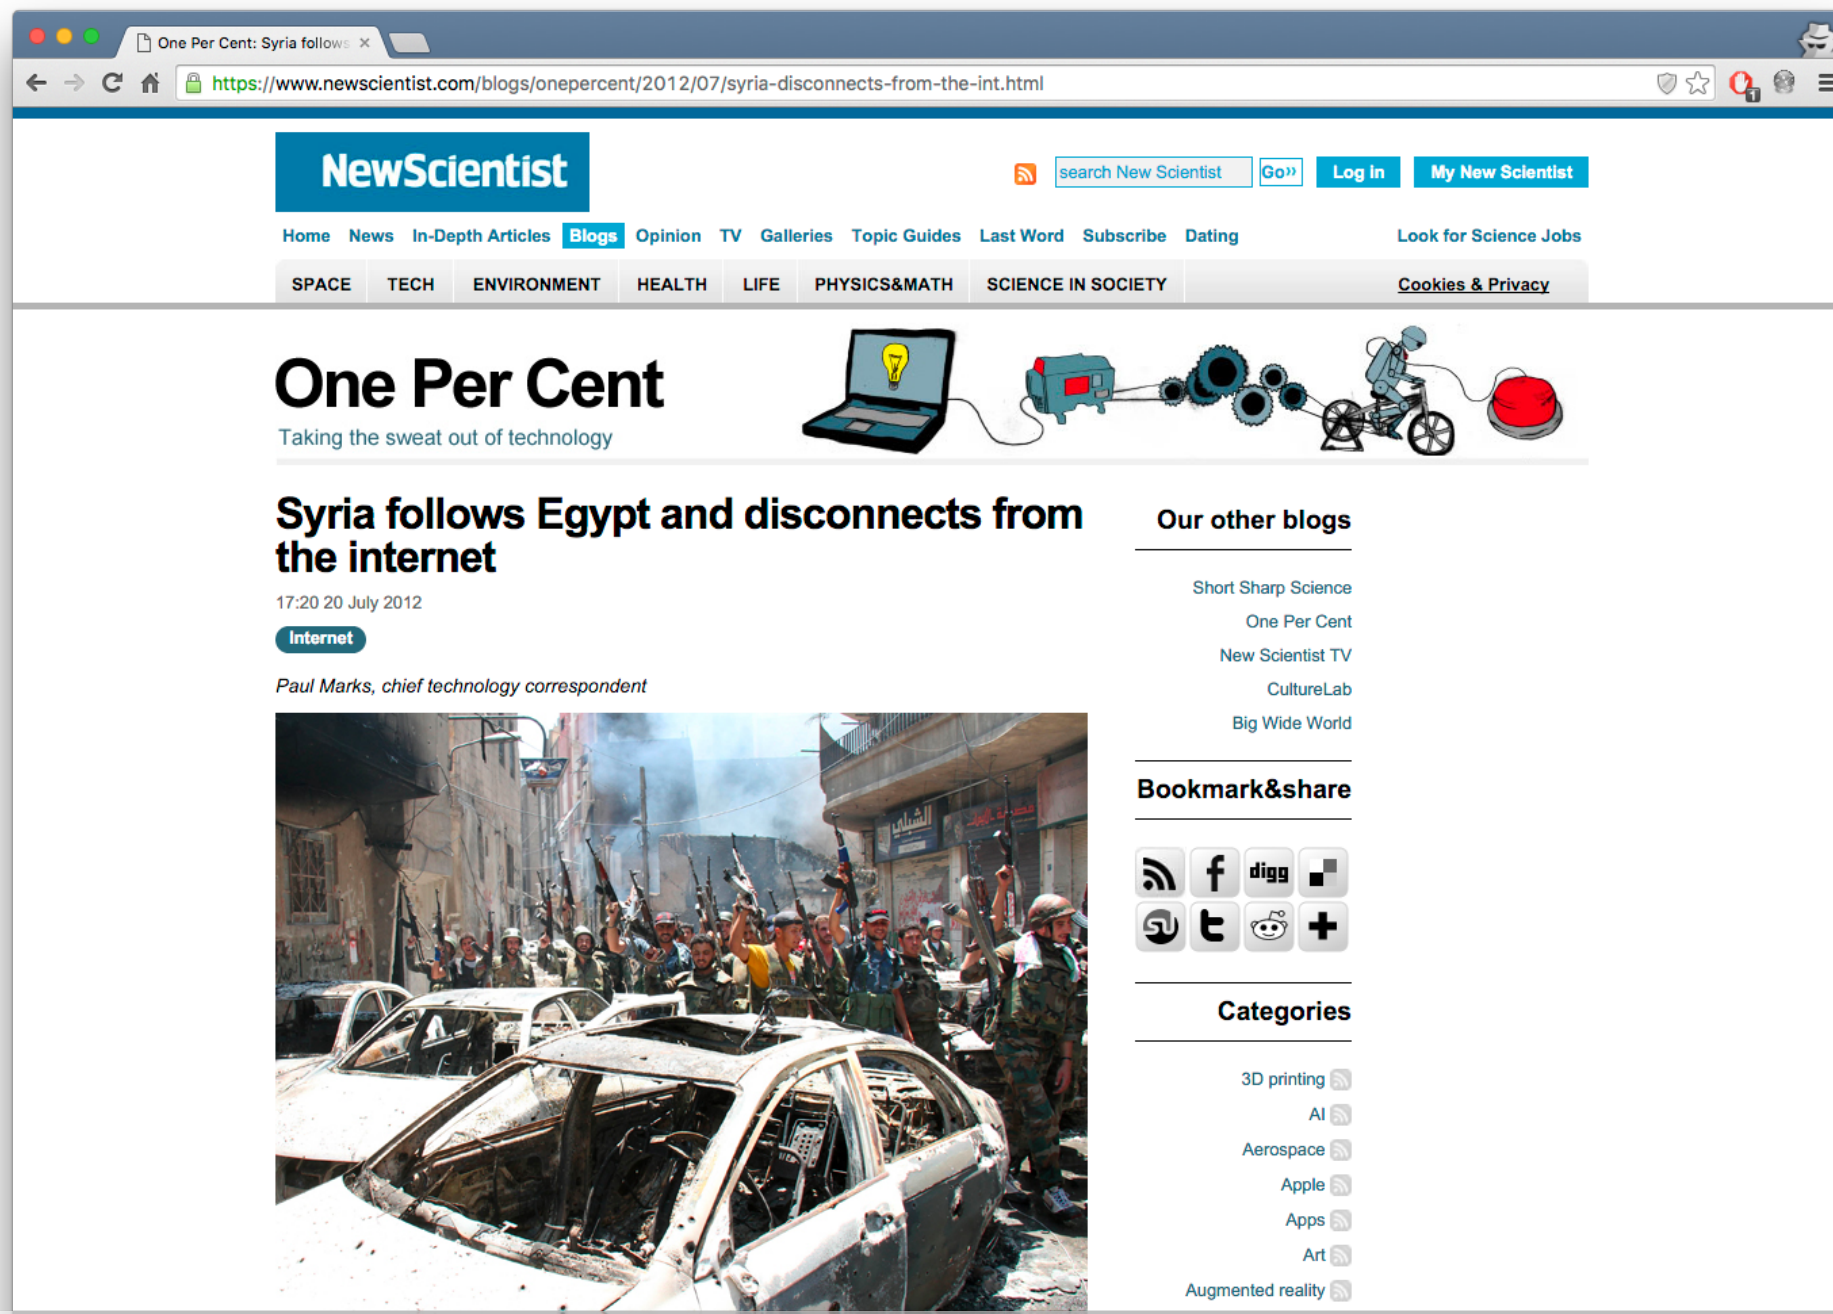 One Per Cent: Syria follows
https://www.newscientist.com/blogs/onepercent/2012/07/syria-disconnects-from-the-int.html
1
NewScientist
search New Scientist Go» Log in My New Scientist
Home News In-Depth Articles Blogs Opinion TV Galleries Topic Guides Last Word Subscribe Dating Look for Science Jobs
SPACE TECH ENVIRONMENT HEALTH LIFE PHYSICS&MATH SCIENCE IN SOCIETY Cookies & Privacy
One Per Cent
Taking the sweat out of technology
Syria follows Egypt and disconnects from
the internet
17:20 20 July 2012
Internet
Paul Marks, chief technology correspondent
الشبلي
Our other blogs
Short Sharp Science
One Per Cent
New Scientist TV
CultureLab
Big Wide World
Bookmark&share
digg
Categories
3D printing
AI
Aerospace
Apple
Apps
Art
Augmented reality